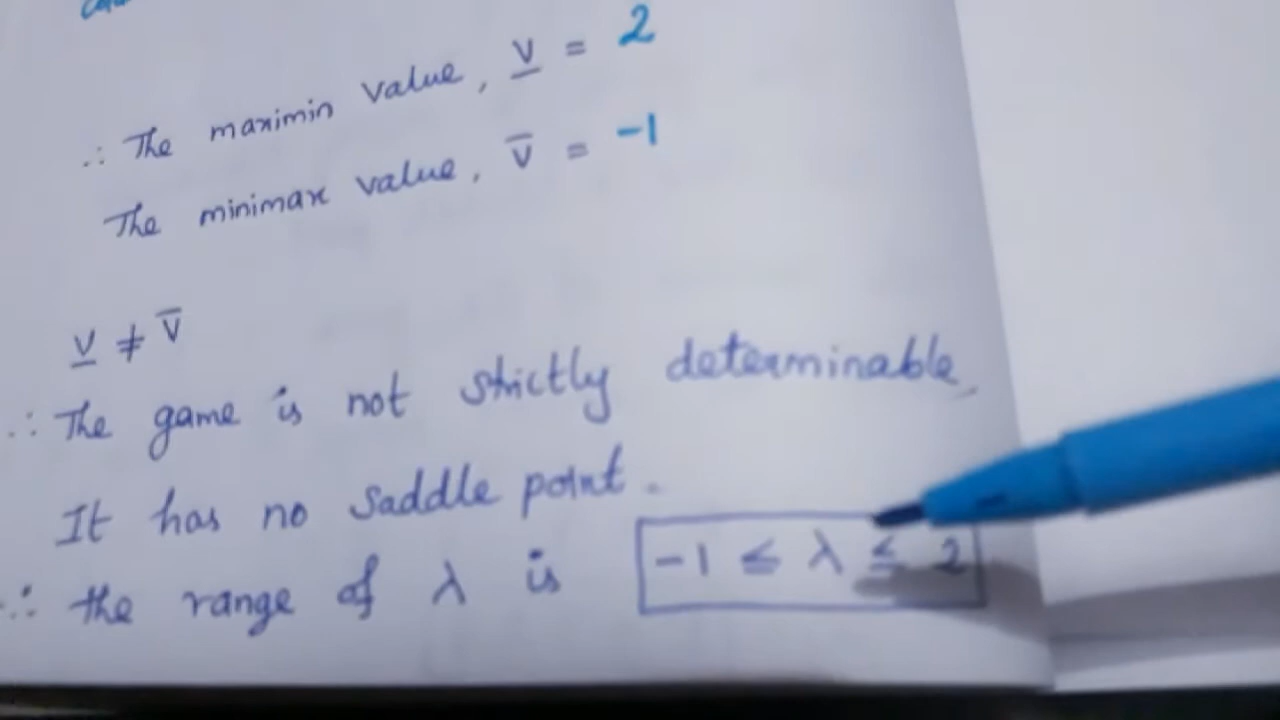 ∴ The maximin value, v̲ = 2
The minimax value, v̅ = -1
v̲ ≠ v̅
∴ The game is not strictly determinable.
It has no saddle point.
∴ the range of λ is -1 ≤ λ ≤ 2